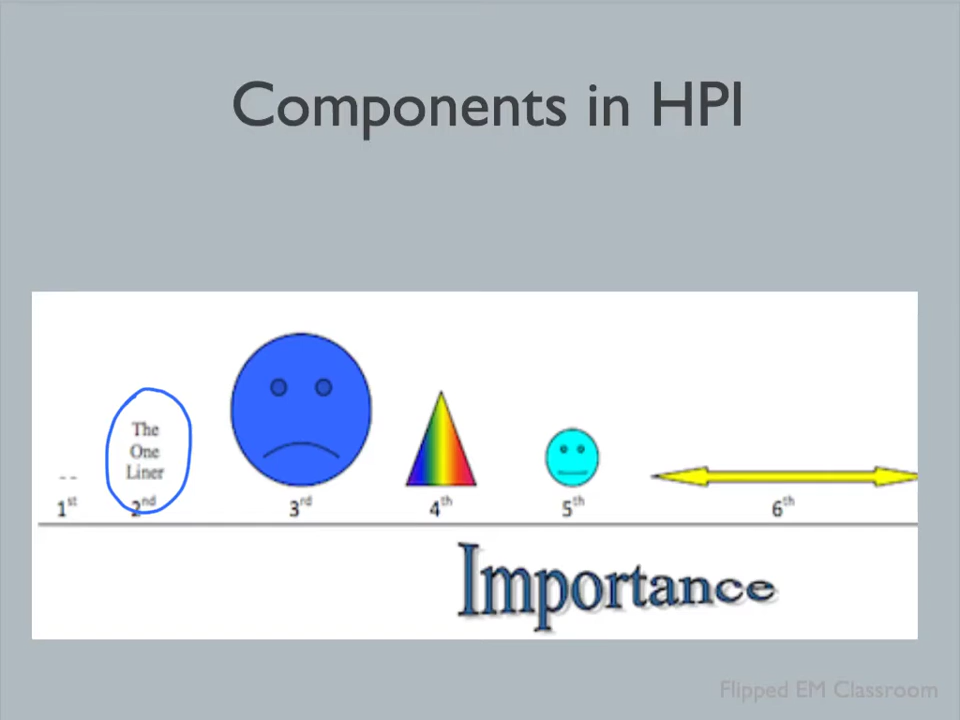 Components in HPI
The
One
Liner
-- 
1st 2nd 3rd 4th 5th 6th
Importance
Flipped EM Classroom